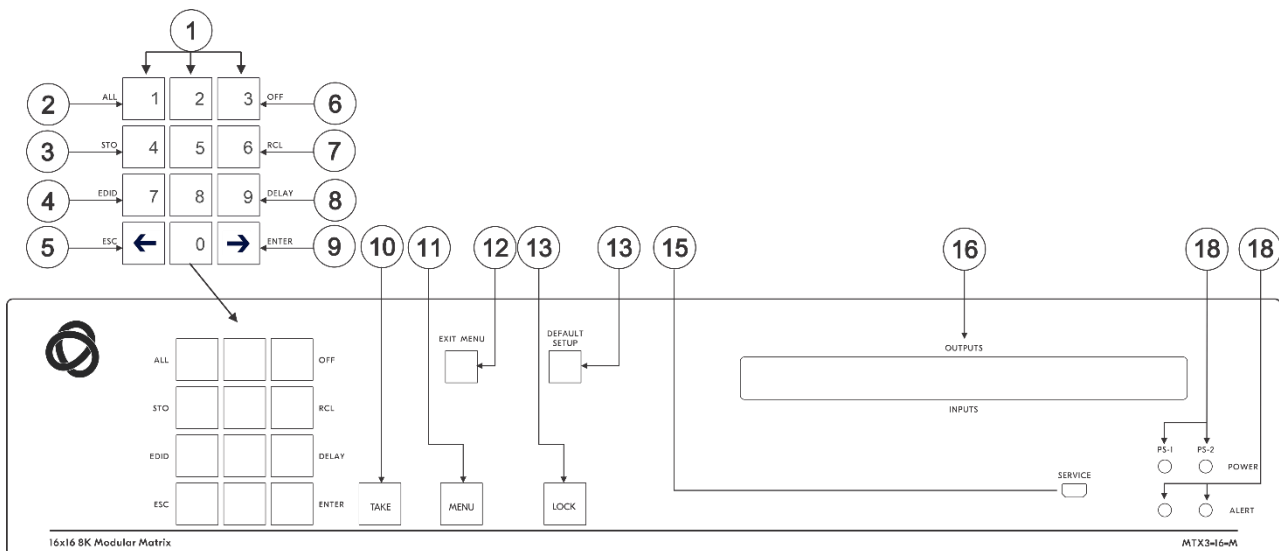 1
2 ALL 1 2 3 OFF 6
3 STO 4 5 6 RCL 7
4 EDID 7 8 9 DELAY 8
5 ESC ← 0 → ENTER 9
10 11 12 13 13 15 16 18 18
ALL OFF
STO RCL
EDID DELAY
ESC ENTER
TAKE
MENU
EXIT MENU
LOCK
DEFAULT
SETUP
OUTPUTS
INPUTS
SERVICE
PS-1 PS-2
POWER
ALERT
16x16 8K Modular Matrix
MTX3-16-M